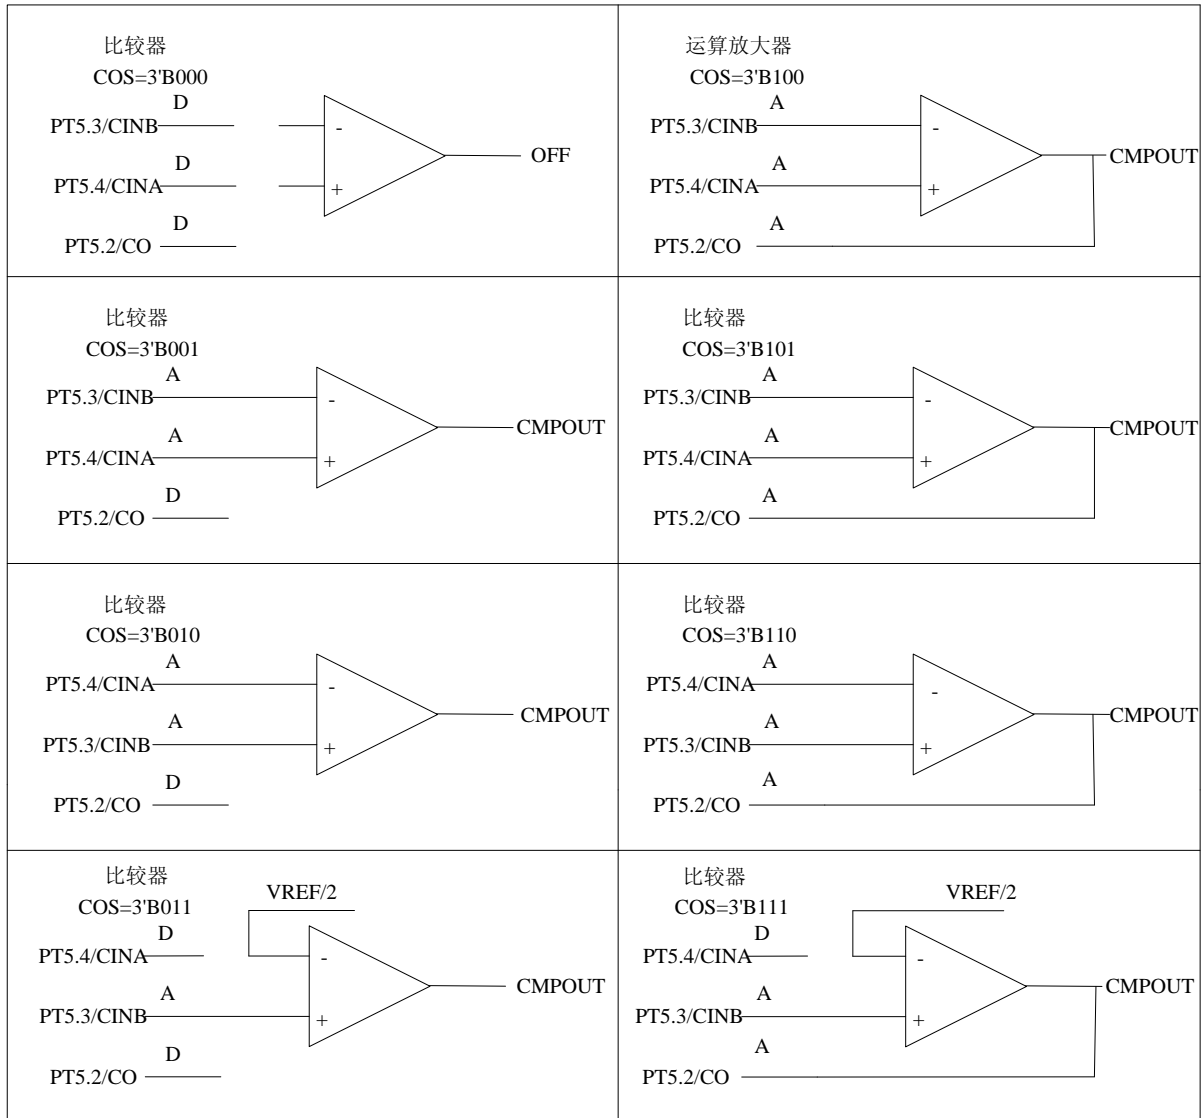 比较器
COS=3'B000
D
PT5.3/CINB
-
D
OFF
PT5.4/CINA
+
D
PT5.2/CO
运算放大器
COS=3'B100
A
PT5.3/CINB
-
A
CMPOUT
PT5.4/CINA
+
A
PT5.2/CO
比较器
COS=3'B001
A
PT5.3/CINB
-
A
CMPOUT
PT5.4/CINA
+
D
PT5.2/CO
比较器
COS=3'B101
A
PT5.3/CINB
-
A
CMPOUT
PT5.4/CINA
+
A
PT5.2/CO
比较器
COS=3'B010
A
PT5.4/CINA
-
A
CMPOUT
PT5.3/CINB
+
D
PT5.2/CO
比较器
COS=3'B110
A
PT5.4/CINA
-
A
CMPOUT
PT5.3/CINB
+
A
PT5.2/CO
比较器
VREF/2
COS=3'B011
D
PT5.4/CINA
-
A
CMPOUT
PT5.3/CINB
+
D
PT5.2/CO
比较器
VREF/2
COS=3'B111
D
PT5.4/CINA
-
A
CMPOUT
PT5.3/CINB
+
A
PT5.2/CO